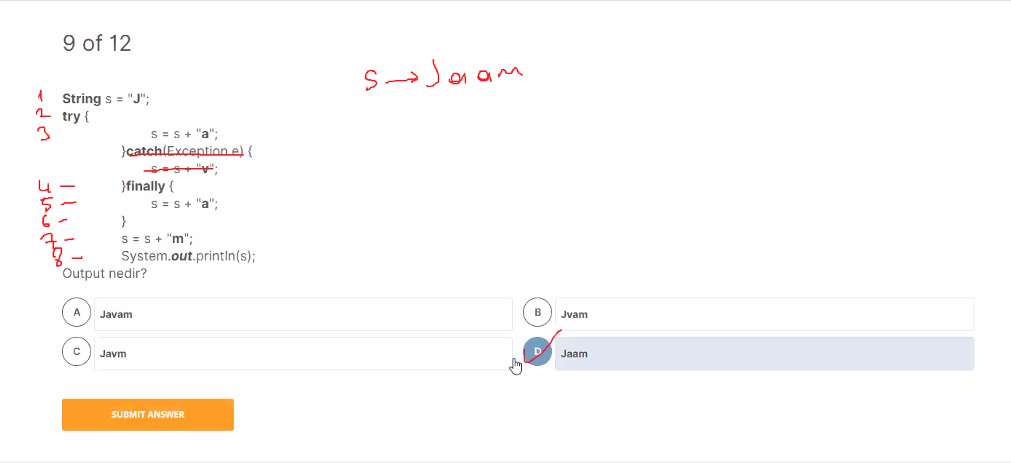 9 of 12
s → Jaam
1 String s = "J";
2 try {
3 s = s + "a";
}catch(Exception e) {
s = s + "v";
4 }finally {
5 s = s + "a";
6 }
7 s = s + "m";
8 System.out.println(s);
Output nedir?
A Javam
B Jvam
C Javm
D Jaam
SUBMIT ANSWER